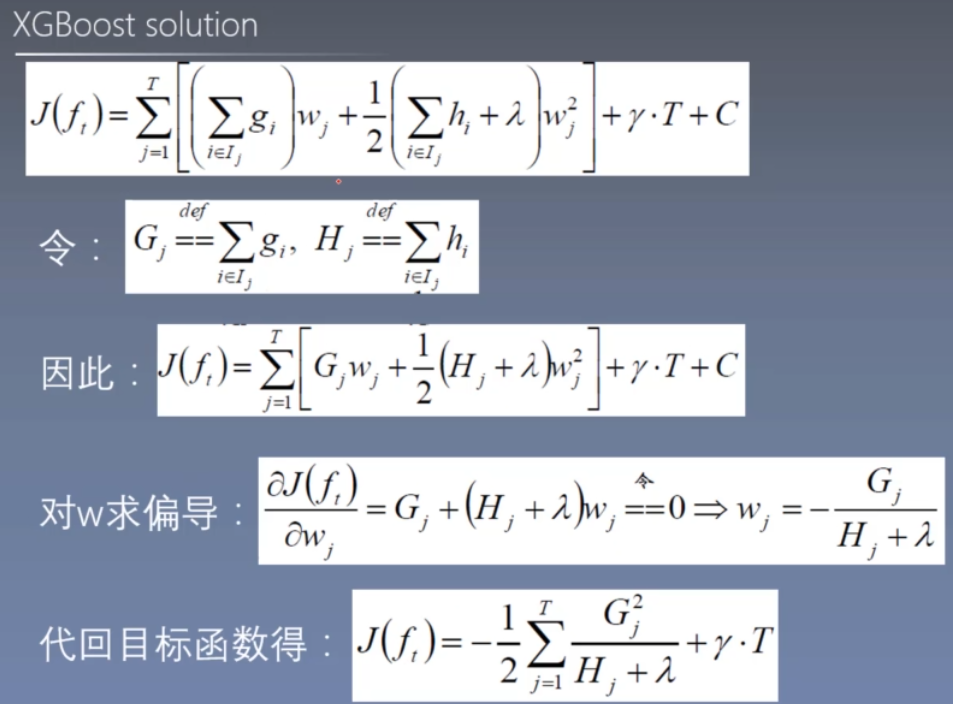 XGBoost solution
J(f_t) = \sum_{j=1}^{T} \left[ \left( \sum_{i \in I_j} g_i \right) w_j + \frac{1}{2} \left( \sum_{i \in I_j} h_i + \lambda \right) w_j^2 \right] + \gamma \cdot T + C
令: G_j \overset{def}{==} \sum_{i \in I_j} g_i, H_j \overset{def}{==} \sum_{i \in I_j} h_i
因此: J(f_t) = \sum_{j=1}^{T} \left[ G_j w_j + \frac{1}{2} (H_j + \lambda) w_j^2 \right] + \gamma \cdot T + C
对w求偏导: \frac{\partial J(f_t)}{\partial w_j} = G_j + (H_j + \lambda) w_j \overset{令}{==} 0 \Rightarrow w_j = -\frac{G_j}{H_j + \lambda}
代回目标函数得: J(f_t) = -\frac{1}{2} \sum_{j=1}^{T} \frac{G_j^2}{H_j + \lambda} + \gamma \cdot T